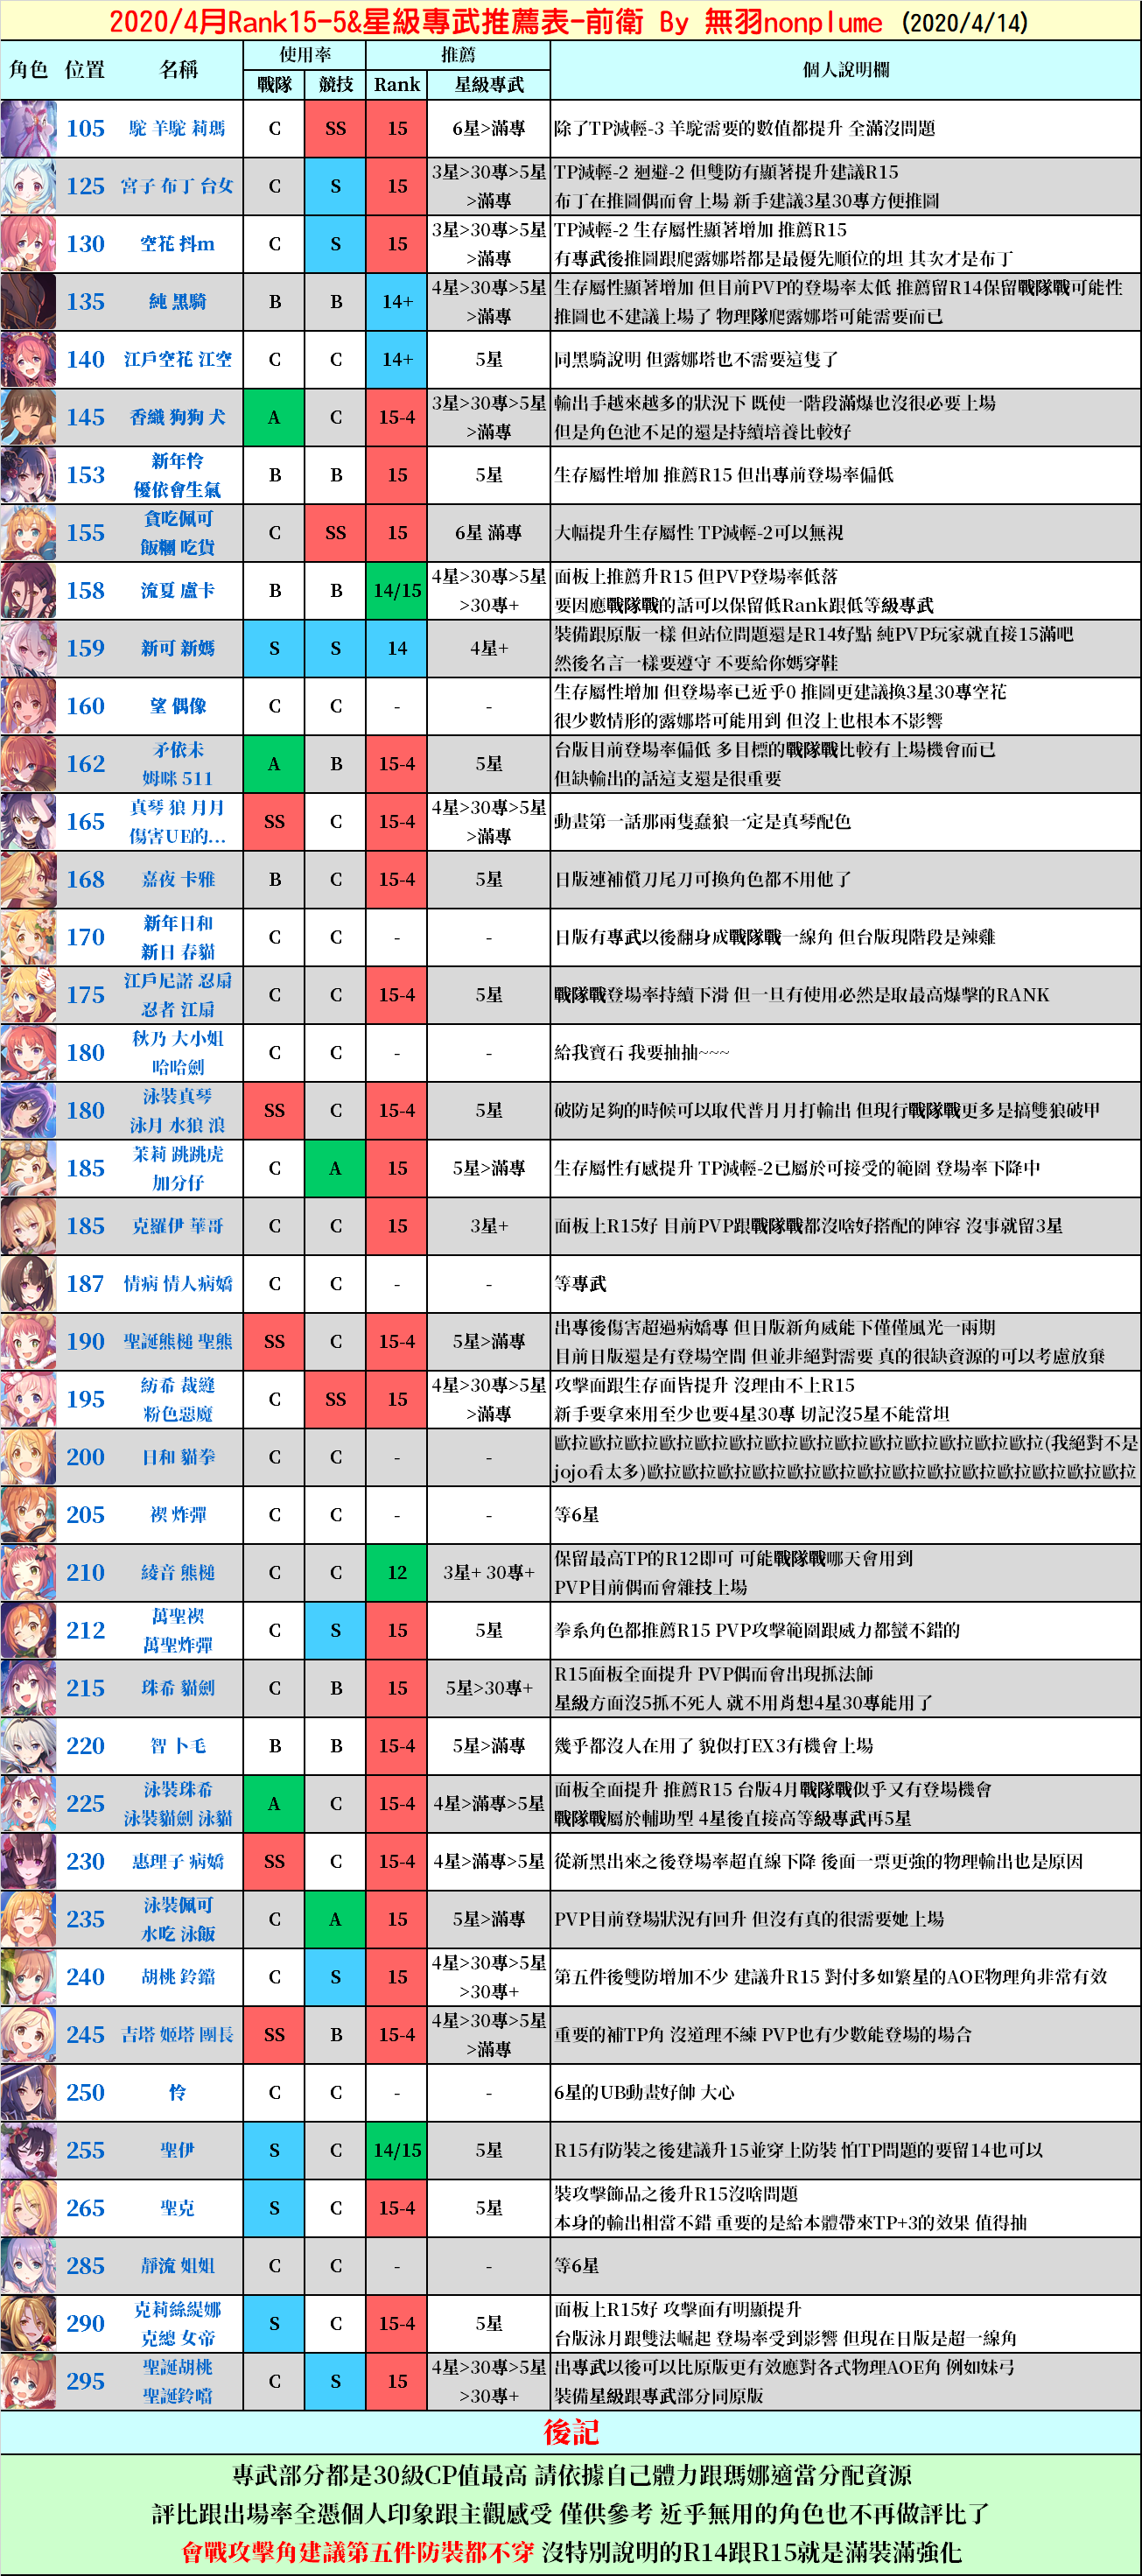 2020/4月Rank15-5&星級專武推薦表-前衛 By 無羽nonplume (2020/4/14)
角色 位置 名稱 使用率 推薦 個人說明欄
戰隊 競技 Rank 星級專武
105 駝 羊駝 莉瑪 C SS 15 6星>滿專 除了TP減輕-3 羊駝需要的數值都提升 全滿沒問題
125 宮子 布丁 台女 C S 15 3星>30專>5星
>滿專
TP減輕-2 迴避-2 但雙防有顯著提升建議R15
布丁在推圖偶而會上場 新手建議3星30專方便推圖
130 空花 抖m C S 15 3星>30專>5星
>滿專
TP減輕-2 生存屬性顯著增加 推薦R15
有專武後推圖跟爬露娜塔都是最優先順位的坦 其次才是布丁
135 純 黑騎 B B 14+ 4星>30專>5星
>滿專
生存屬性顯著增加 但目前PVP的登場率太低 推薦留R14保留戰隊戰可能性
推圖也不建議上場了 物理隊爬露娜塔可能需要而已
140 江戶空花 江空 C C 14+ 5星 同黑騎說明 但露娜塔也不需要這隻了
145 香織 狗狗 犬 A C 15-4 3星>30專>5星
>滿專
輸出手越來越多的狀況下 既使一階段滿爆也沒很必要上場
但是角色池不足的還是持續培養比較好
153 新年怜
優依會生氣
B B 15 5星 生存屬性增加 推薦R15 但出專前登場率偏低
155 貪吃佩可
飯糰 吃貨
C SS 15 6星 滿專 大幅提升生存屬性 TP減輕-2可以無視
158 流夏 盧卡 B B 14/15 4星>30專>5星
>30專+
面板上推薦升R15 但PVP登場率低落
要因應戰隊戰的話可以保留低Rank跟低等級專武
159 新可 新媽 S S 14 4星+ 裝備跟原版一樣 但站位問題還是R14好點 純PVP玩家就直接15滿吧
然後名言一樣要遵守 不要給你媽穿鞋
160 望 偶像 C C - - 生存屬性增加 但登場率已近乎0 推圖更建議換3星30專空花
很少數情形的露娜塔可能用到 但沒上也根本不影響
162 矛依未
姆咪 511
A B 15-4 5星 台版目前登場率偏低 多目標的戰隊戰比較有上場機會而已
但缺輸出的話這支還是很重要
165 真琴 狼 月月
傷害UE的...
SS C 15-4 4星>30專>5星
>滿專
動畫第一話那兩隻蠢狼一定是真琴配色
168 嘉夜 卡雅 B C 15-4 5星 日版連補償刀尾刀可換角色都不用他了
170 新年日和
新日 春貓
C C - - 日版有專武以後翻身成戰隊戰一線角 但台版現階段是辣雞
175 江戶尼諾 忍扇
忍者 江扇
C C 15-4 5星 戰隊戰登場率持續下滑 但一旦有使用必然是取最高爆擊的RANK
180 秋乃 大小姐
哈哈劍
C C - - 給我寶石 我要抽抽~~~
180 泳裝真琴
泳月 水狼 浪
SS C 15-4 5星 破防足夠的時候可以取代普月月打輸出 但現行戰隊戰更多是搞雙狼破甲
185 茉莉 跳跳虎
加分仔
C A 15 5星>滿專 生存屬性有感提升 TP減輕-2已屬於可接受的範圍 登場率下降中
185 克羅伊 華哥 C C 15 3星+ 面板上R15好 目前PVP跟戰隊戰都沒啥好搭配的陣容 沒事就留3星
187 情病 情人病嬌 C C - - 等專武
190 聖誕熊槌 聖熊 SS C 15-4 5星>滿專 出專後傷害超過病嬌專 但日版新角威能下僅僅風光一兩期
目前日版還是有登場空間 但並非絕對需要 真的很缺資源的可以考慮放棄
195 紡希 裁縫
粉色惡魔
C SS 15 4星>30專>5星
>滿專
攻擊面跟生存面皆提升 沒理由不上R15
新手要拿來用至少也要4星30專 切記沒5星不能當坦
200 日和 貓拳 C C - - 歐拉歐拉歐拉歐拉歐拉歐拉歐拉歐拉歐拉歐拉歐拉歐拉歐拉歐拉(我絕對不是
jojo看太多)歐拉歐拉歐拉歐拉歐拉歐拉歐拉歐拉歐拉歐拉歐拉歐拉歐拉歐拉
205 禊 炸彈 C C - - 等6星
210 綾音 熊槌 C C 12 3星+ 30專+ 保留最高TP的R12即可 可能戰隊戰哪天會用到
PVP目前偶而會雜技上場
212 萬聖禊
萬聖炸彈
C S 15 5星 拳系角色都推薦R15 PVP攻擊範圍跟威力都蠻不錯的
215 珠希 貓劍 C B 15 5星>30專+ R15面板全面提升 PVP偶而會出現抓法師
星級方面沒5抓不死人 就不用肖想4星30專能用了
220 智 卜毛 B B 15-4 5星>滿專 幾乎都沒人在用了 貌似打EX3有機會上場
225 泳裝珠希
泳裝貓劍 泳貓
A C 15-4 4星>滿專>5星 面板全面提升 推薦R15 台版4月戰隊戰似乎又有登場機會
戰隊戰屬於輔助型 4星後直接高等級專武再5星
230 惠理子 病嬌 SS C 15-4 4星>滿專>5星 從新黑出來之後登場率超直線下降 後面一票更強的物理輸出也是原因
235 泳裝佩可
水吃 泳飯
C A 15 5星>滿專 PVP目前登場狀況有回升 但沒有真的很需要她上場
240 胡桃 鈴鐺 C S 15 4星>30專>5星
>30專+
第五件後雙防增加不少 建議升R15 對付多如繁星的AOE物理角非常有效
245 吉塔 姬塔 團長 SS B 15-4 4星>30專>5星
>滿專
重要的補TP角 沒道理不練 PVP也有少數能登場的場合
250 怜 C C - - 6星的UB動畫好帥 大心
255 聖伊 S C 14/15 5星 R15有防裝之後建議升15並穿上防裝 怕TP問題的要留14也可以
265 聖克 S C 15-4 5星 裝攻擊飾品之後升R15沒啥問題
本身的輸出相當不錯 重要的是給本體帶來TP+3的效果 值得抽
285 靜流 姐姐 C C - - 等6星
290 克莉絲緹娜
克總 女帝
S C 15-4 5星 面板上R15好 攻擊面有明顯提升
台版泳月跟雙法崛起 登場率受到影響 但現在日版是超一線角
295 聖誕胡桃
聖誕鈴噹
C S 15 4星>30專>5星
>30專+
出專武以後可以比原版更有效應對各式物理AOE角 例如妹弓
裝備星級跟專武部分同原版
後記
專武部分都是30級CP值最高 請依據自己體力跟瑪娜適當分配資源
評比跟出場率全憑個人印象跟主觀感受 僅供參考 近乎無用的角色也不再做評比了
會戰攻擊角建議第五件防裝都不穿 沒特別說明的R14跟R15就是滿裝滿強化